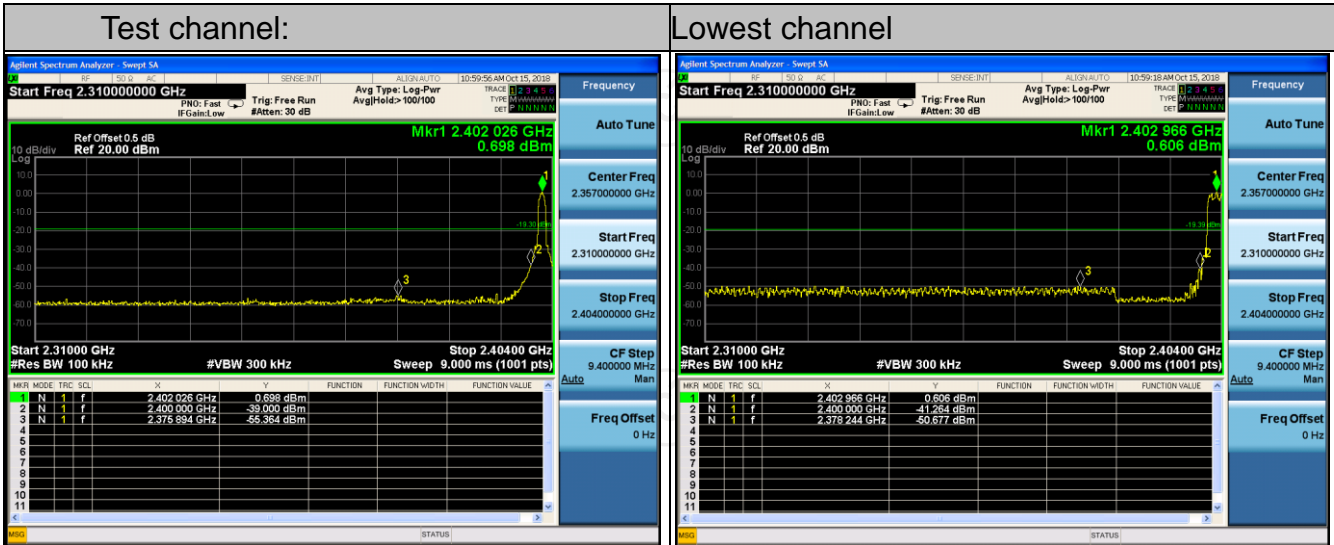 Test channel:
Lowest channel
Agilent Spectrum Analyzer - Swept SA
RF 50 Ω AC SENSE:INT ALIGNAUTO 10:59:56 AM Oct 15, 2018
Start Freq 2.310000000 GHz
PNO: Fast
IFGain:Low
Trig: Free Run
#Atten: 30 dB
Avg Type: Log-Pwr
Avg|Hold:> 100/100
TRACE 1 2 3 4 5 6
TYPE M
DET P N N N N N
Ref Offset 0.5 dB
10 dB/div Ref 20.00 dBm
Log
Mkr1 2.402 026 GHz
0.698 dBm
10.0
0.00
-10.0
-20.0
-30.0
-40.0
-50.0
-60.0
-70.0
-19.30 dBm
1
2
3
Start 2.31000 GHz Stop 2.40400 GHz
#Res BW 100 kHz #VBW 300 kHz Sweep 9.000 ms (1001 pts)
MKR MODE TRC SCL X Y FUNCTION FUNCTION WIDTH FUNCTION VALUE
1 N 1 f 2.402 026 GHz 0.698 dBm
2 N 1 f 2.400 000 GHz -39.000 dBm
3 N 1 f 2.375 894 GHz -55.364 dBm
4
5
6
7
8
9
10
11
MSG STATUS
Frequency
Auto Tune
Center Freq
2.357000000 GHz
Start Freq
2.310000000 GHz
Stop Freq
2.404000000 GHz
CF Step
9.400000 MHz
Auto Man
Freq Offset
0 Hz
Agilent Spectrum Analyzer - Swept SA
RF 50 Ω AC SENSE:INT ALIGNAUTO 10:59:18 AM Oct 15, 2018
Start Freq 2.310000000 GHz
PNO: Fast
IFGain:Low
Trig: Free Run
#Atten: 30 dB
Avg Type: Log-Pwr
Avg|Hold:> 100/100
TRACE 1 2 3 4 5 6
TYPE M
DET P N N N N N
Ref Offset 0.5 dB
10 dB/div Ref 20.00 dBm
Log
Mkr1 2.402 966 GHz
0.606 dBm
10.0
0.00
-10.0
-20.0
-30.0
-40.0
-50.0
-60.0
-70.0
-19.39 dBm
1
2
3
Start 2.31000 GHz Stop 2.40400 GHz
#Res BW 100 kHz #VBW 300 kHz Sweep 9.000 ms (1001 pts)
MKR MODE TRC SCL X Y FUNCTION FUNCTION WIDTH FUNCTION VALUE
1 N 1 f 2.402 966 GHz 0.606 dBm
2 N 1 f 2.400 000 GHz -41.264 dBm
3 N 1 f 2.378 244 GHz -50.677 dBm
4
5
6
7
8
9
10
11
MSG STATUS
Frequency
Auto Tune
Center Freq
2.357000000 GHz
Start Freq
2.310000000 GHz
Stop Freq
2.404000000 GHz
CF Step
9.400000 MHz
Auto Man
Freq Offset
0 Hz